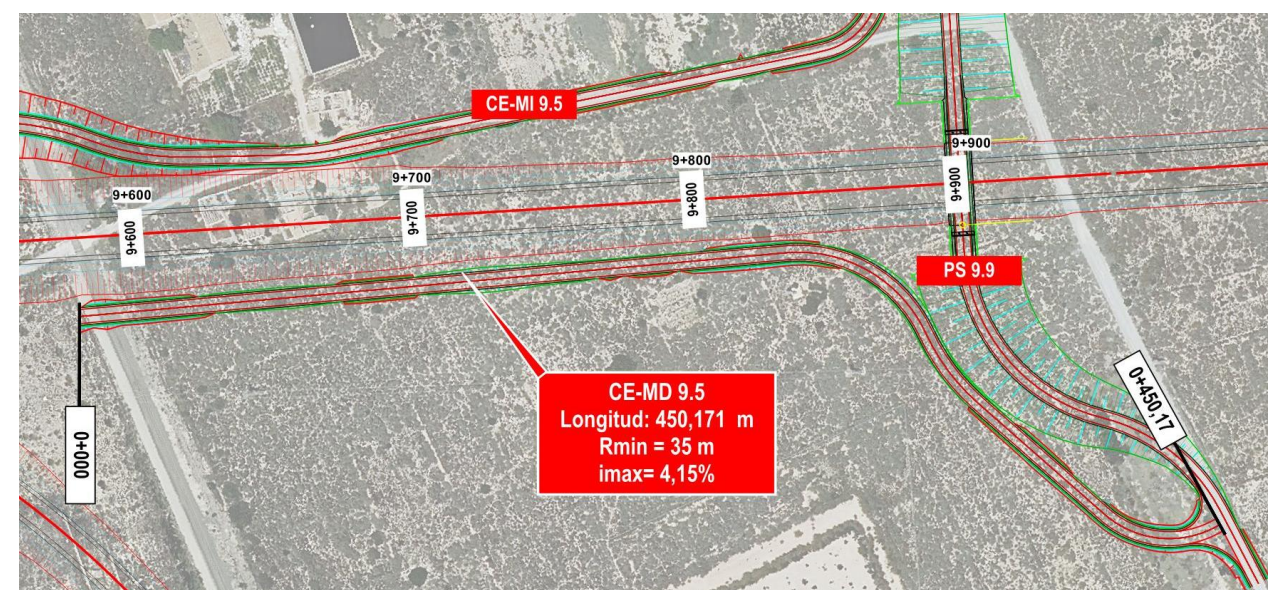 CE-MI 9.5
9+600
9+700
9+800
9+900
9+600
9+700
9+800
9+900
PS 9.9
CE-MD 9.5
Longitud: 450,171 m
Rmin = 35 m
imax= 4,15%
0+000
0+450,17